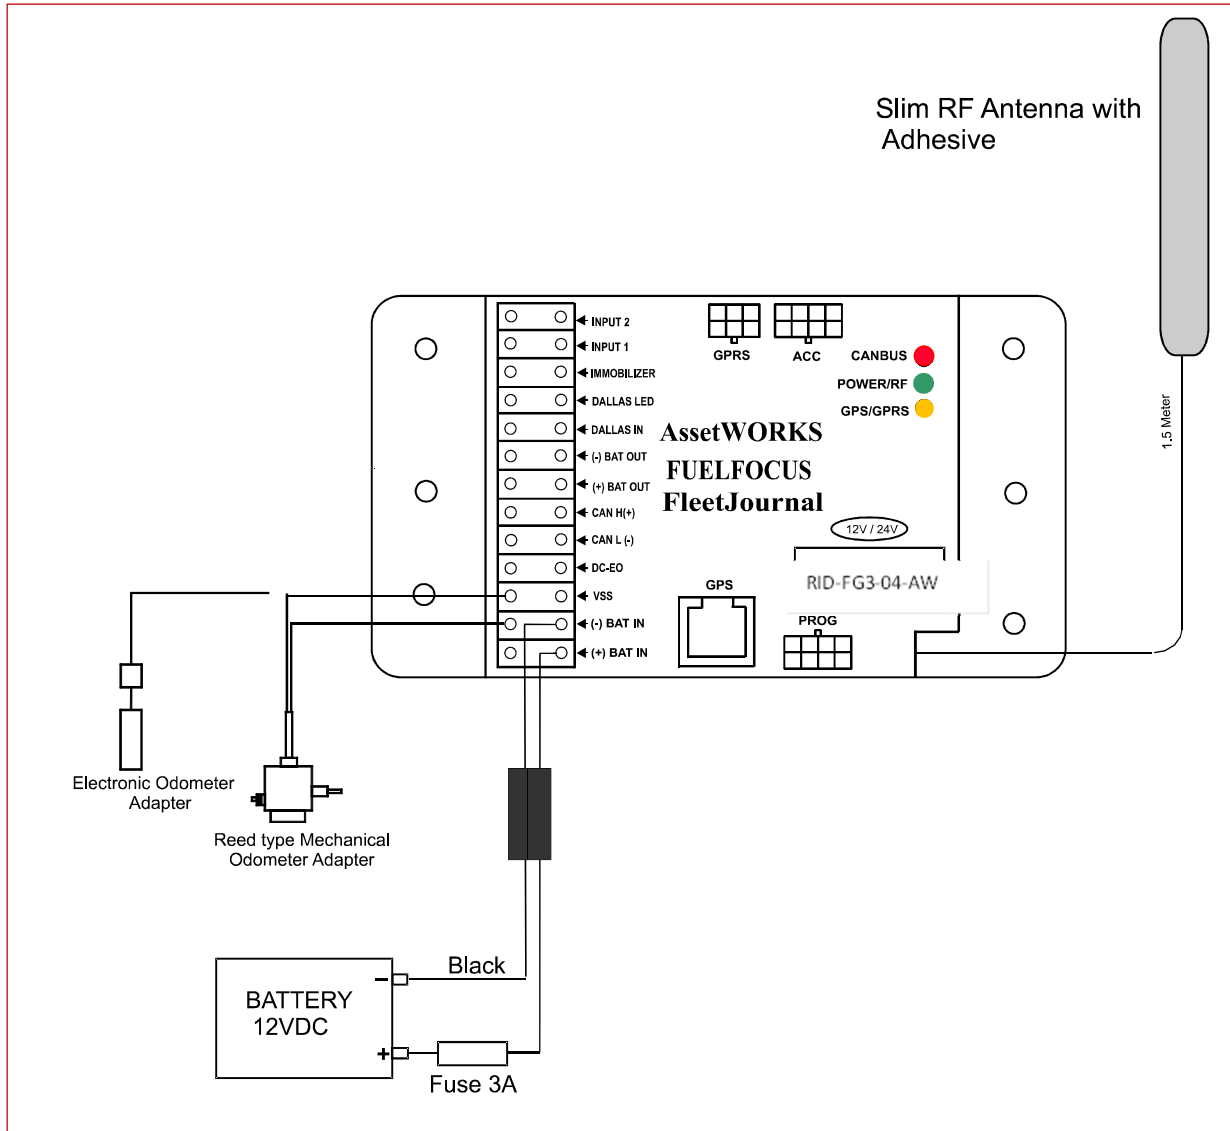 Slim RF Antenna with
Adhesive
1.5 Meter
INPUT 2
INPUT 1
IMMOBILIZER
DALLAS LED
DALLAS IN
(-) BAT OUT
(+) BAT OUT
CAN H(+)
CAN L (-)
DC-EO
VSS
(-) BAT IN
(+) BAT IN
GPRS
ACC
CANBUS
POWER/RF
GPS/GPRS
AssetWORKS
FUELFOCUS
FleetJournal
12V / 24V
RID-FG3-04-AW
GPS
PROG
Electronic Odometer
Adapter
Reed type Mechanical
Odometer Adapter
Black
BATTERY
12VDC
−
+
Fuse 3A